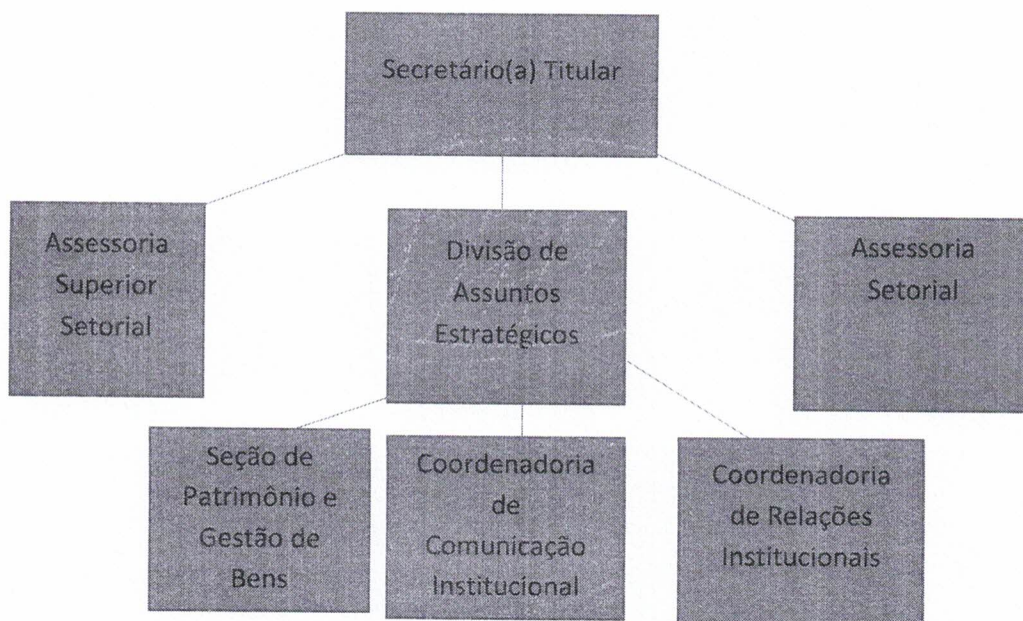 Secretário(a) Titular
Assessoria
Superior
Setorial
Divisão de
Assuntos
Estratégicos
Assessoria
Setorial
Seção de
Patrimônio e
Gestão de
Bens
Coordenadoria
de
Comunicação
Institucional
Coordenadoria
de Relações
Institucionais